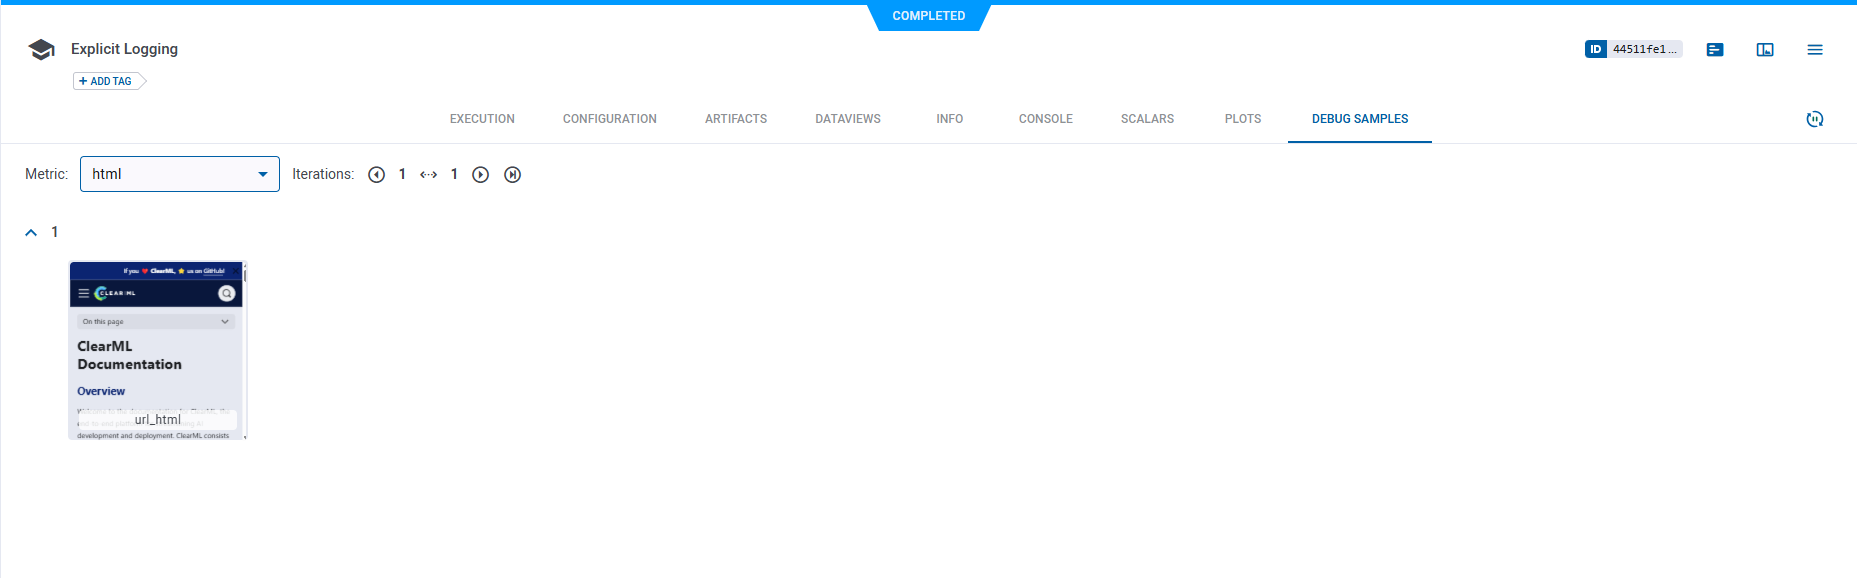 COMPLETED
Explicit Logging
ID 44511fe1...
+ ADD TAG
EXECUTION CONFIGURATION ARTIFACTS DATAVIEWS INFO CONSOLE SCALARS PLOTS DEBUG SAMPLES
Metric: html Iterations: 1 1
1
If you ❤️ ClearML, ⭐ us on GitHub!
CLEAR ML
On this page
ClearML
Documentation
Overview
url_html
development and deployment. ClearML consists